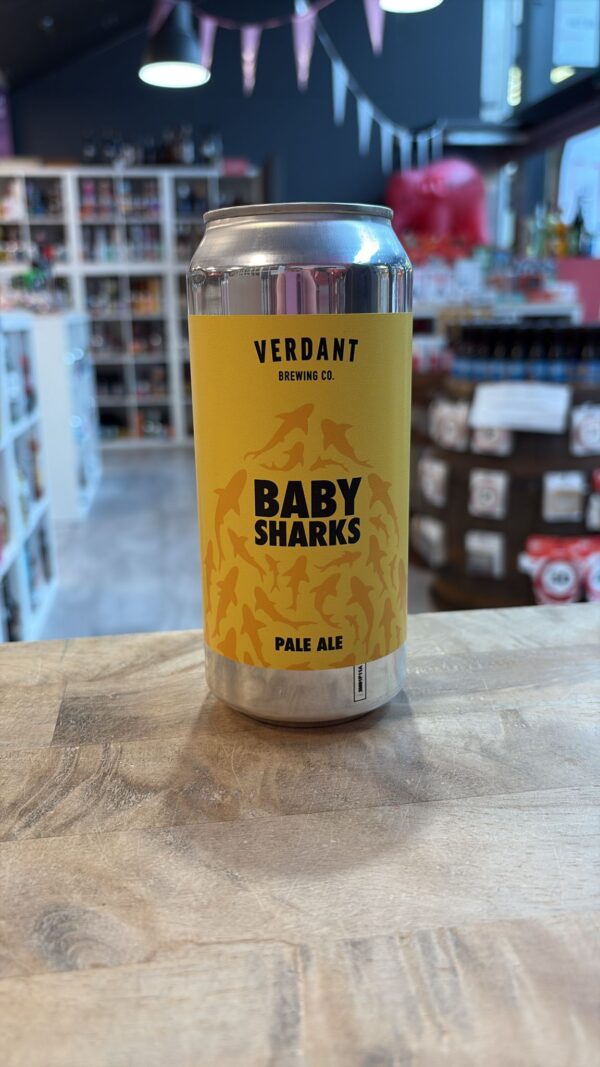 VERDANT
BREWING CO.
BABY
SHARKS
PALE ALE